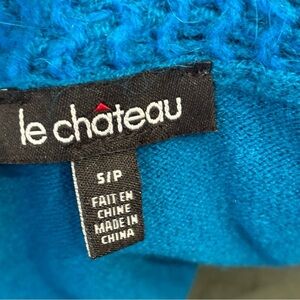 le château
S/P
FAIT EN
CHINE
MADE IN
CHINA